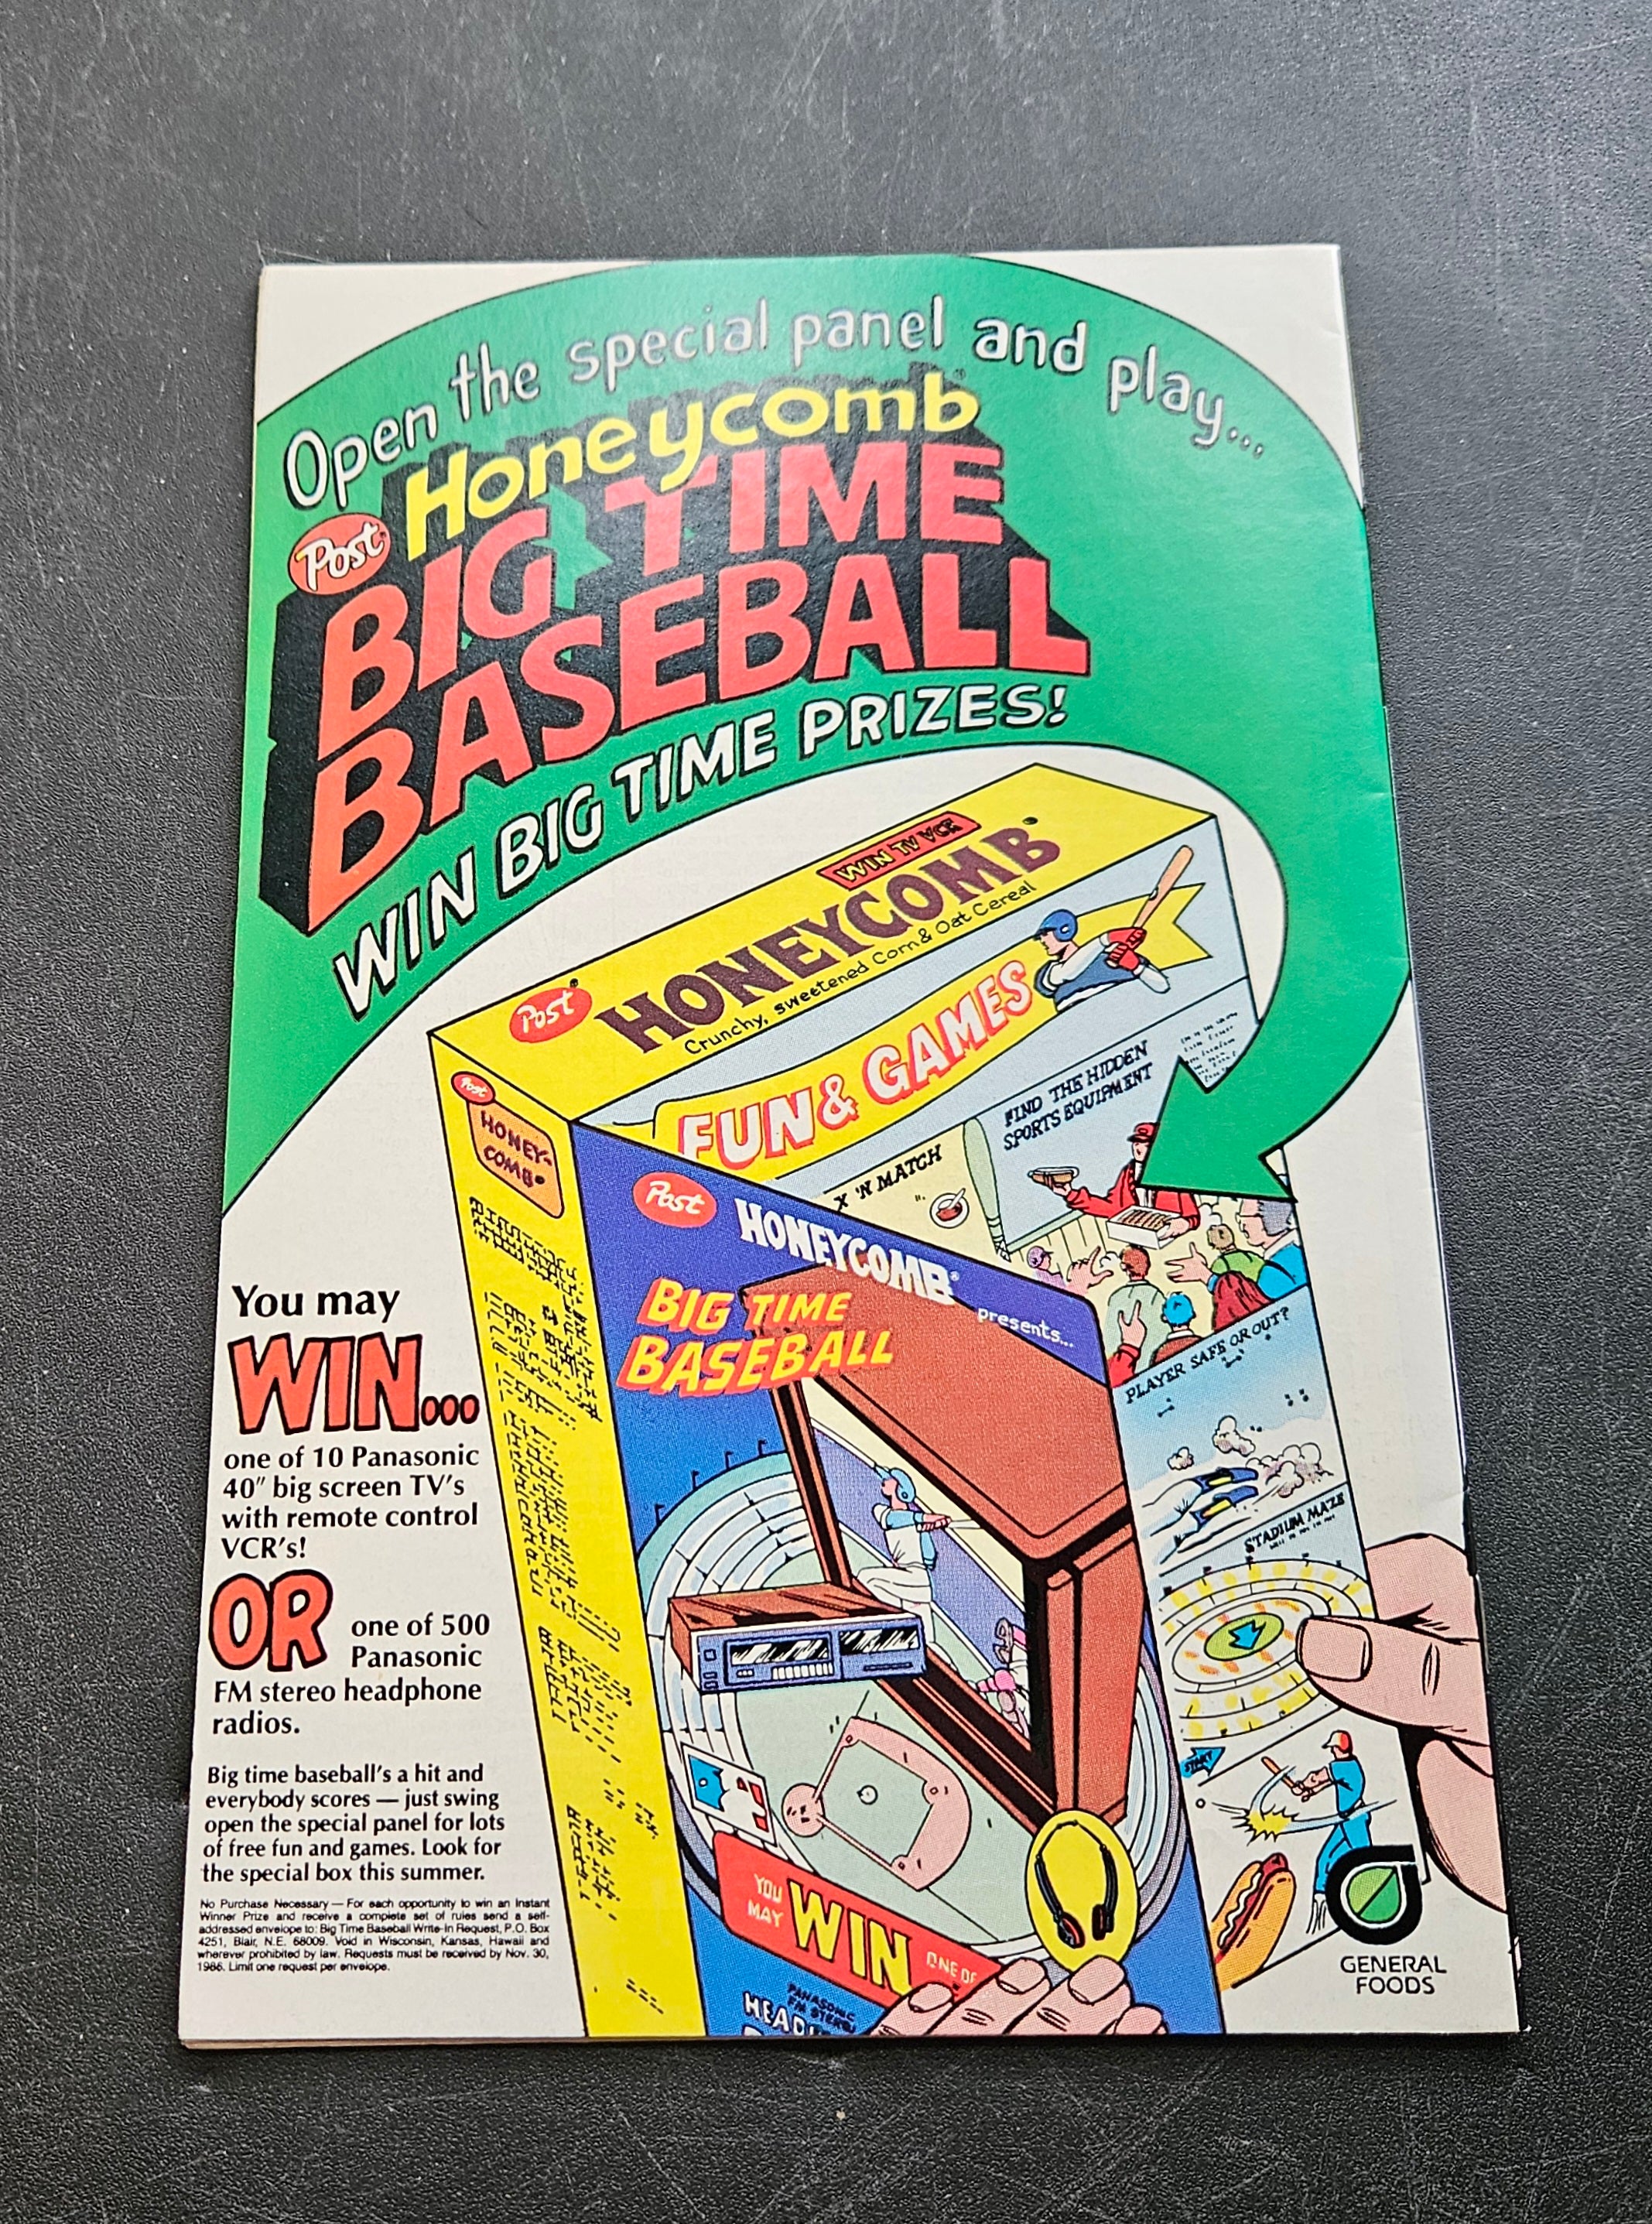 Open the special panel and play...
Post Honeycomb®
BIG TIME
BASEBALL
WIN BIG TIME PRIZES!
WIN TV VCR
Post® HONEYCOMB®
Crunchy, sweetened Corn & Oat Cereal
FUN & GAMES
FIND THE HIDDEN
SPORTS EQUIPMENT
X 'N MATCH
Post
HONEY-
COMB®
Post HONEYCOMB®
presents...
BIG TIME
BASEBALL
PLAYER SAFE OR OUT?
STADIUM MAZE
START
You may
WIN...
one of 10 Panasonic
40" big screen TV's
with remote control
VCR's!
OR one of 500
Panasonic
FM stereo headphone
radios.
Big time baseball's a hit and
everybody scores — just swing
open the special panel for lots
of free fun and games. Look for
the special box this summer.
No Purchase Necessary — For each opportunity to win an Instant
Winner Prize and receive a complete set of rules send a self-
addressed envelope to: Big Time Baseball Write-In Request, P.O. Box
4251, Blair, N.E. 68009. Void in Wisconsin, Kansas, Hawaii and
wherever prohibited by law. Requests must be received by Nov. 30,
1986. Limit one request per envelope.
YOU
MAY
WIN
ONE OF
PANASONIC
FM STEREO
GENERAL
FOODS